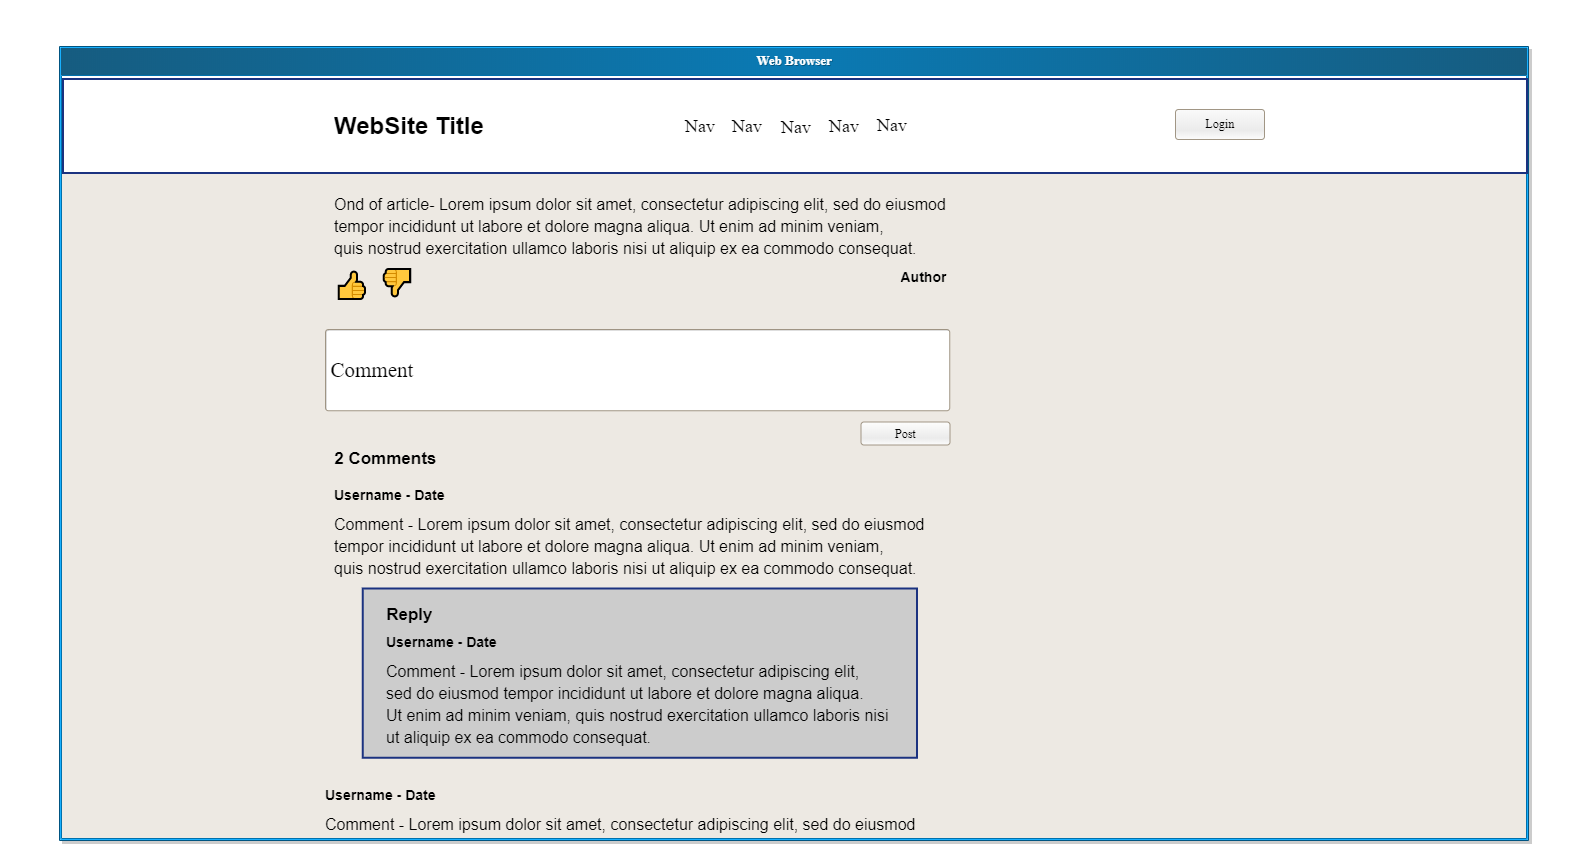 Web Browser
WebSite Title
Nav Nav Nav Nav Nav
Login
Ond of article- Lorem ipsum dolor sit amet, consectetur adipiscing elit, sed do eiusmod
tempor incididunt ut labore et dolore magna aliqua. Ut enim ad minim veniam,
quis nostrud exercitation ullamco laboris nisi ut aliquip ex ea commodo consequat.
Author
Comment
Post
2 Comments
Username - Date
Comment - Lorem ipsum dolor sit amet, consectetur adipiscing elit, sed do eiusmod
tempor incididunt ut labore et dolore magna aliqua. Ut enim ad minim veniam,
quis nostrud exercitation ullamco laboris nisi ut aliquip ex ea commodo consequat.
Reply
Username - Date
Comment - Lorem ipsum dolor sit amet, consectetur adipiscing elit,
sed do eiusmod tempor incididunt ut labore et dolore magna aliqua.
Ut enim ad minim veniam, quis nostrud exercitation ullamco laboris nisi
ut aliquip ex ea commodo consequat.
Username - Date
Comment - Lorem ipsum dolor sit amet, consectetur adipiscing elit, sed do eiusmod